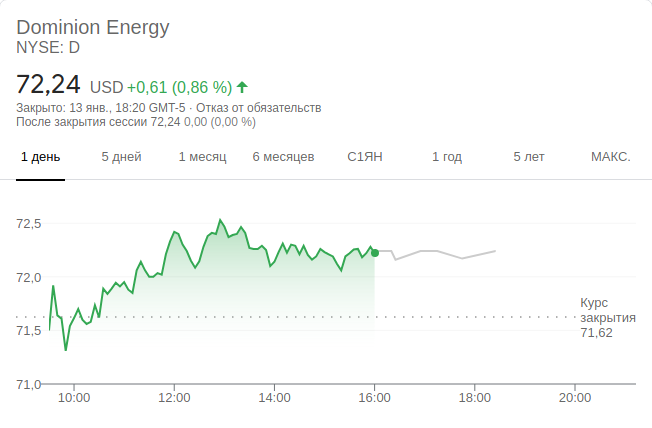 Dominion Energy
NYSE: D
72,24 USD +0,61 (0,86 %)
Закрыто: 13 янв., 18:20 GMT-5 · Отказ от обязательств
После закрытия сессии 72,24 0,00 (0,00 %)
1 день 5 дней 1 месяц 6 месяцев С1ЯН 1 год 5 лет МАКС.
72,5
72,0
Курс
закрытия
71,62
71,5
71,0
10:00 12:00 14:00 16:00 18:00 20:00